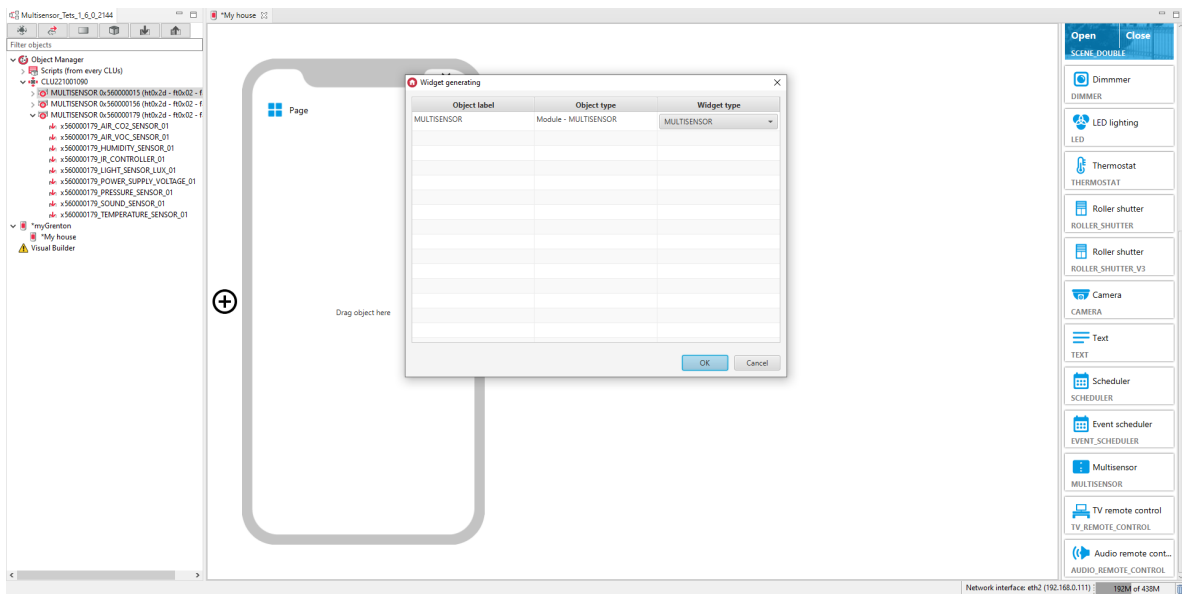 Multisensor_Tets_1_6_0_2144
*My house
Filter objects
Object Manager
Scripts (from every CLUs)
CLU221001090
MULTISENSOR 0x560000015 (ht0x2d - ft0x02 - f
MULTISENSOR 0x560000156 (ht0x2d - ft0x02 - f
MULTISENSOR 0x560000179 (ht0x2d - ft0x02 - f
x560000179_AIR_CO2_SENSOR_01
x560000179_AIR_VOC_SENSOR_01
x560000179_HUMIDITY_SENSOR_01
x560000179_IR_CONTROLLER_01
x560000179_LIGHT_SENSOR_LUX_01
x560000179_POWER_SUPPLY_VOLTAGE_01
x560000179_PRESSURE_SENSOR_01
x560000179_SOUND_SENSOR_01
x560000179_TEMPERATURE_SENSOR_01
*myGrenton
*My house
Visual Builder
Page
Drag object here
Widget generating
Object label Object type Widget type
MULTISENSOR Module - MULTISENSOR MULTISENSOR
OK Cancel
Open Close
SCENE_DOUBLE
Dimmmer
DIMMER
LED lighting
LED
Thermostat
THERMOSTAT
Roller shutter
ROLLER_SHUTTER
Roller shutter
ROLLER_SHUTTER_V3
Camera
CAMERA
Text
TEXT
Scheduler
SCHEDULER
Event scheduler
EVENT_SCHEDULER
Multisensor
MULTISENSOR
TV remote control
TV_REMOTE_CONTROL
Audio remote cont...
AUDIO_REMOTE_CONTROL
Network interface: eth2 (192.168.0.111) 192M of 438M